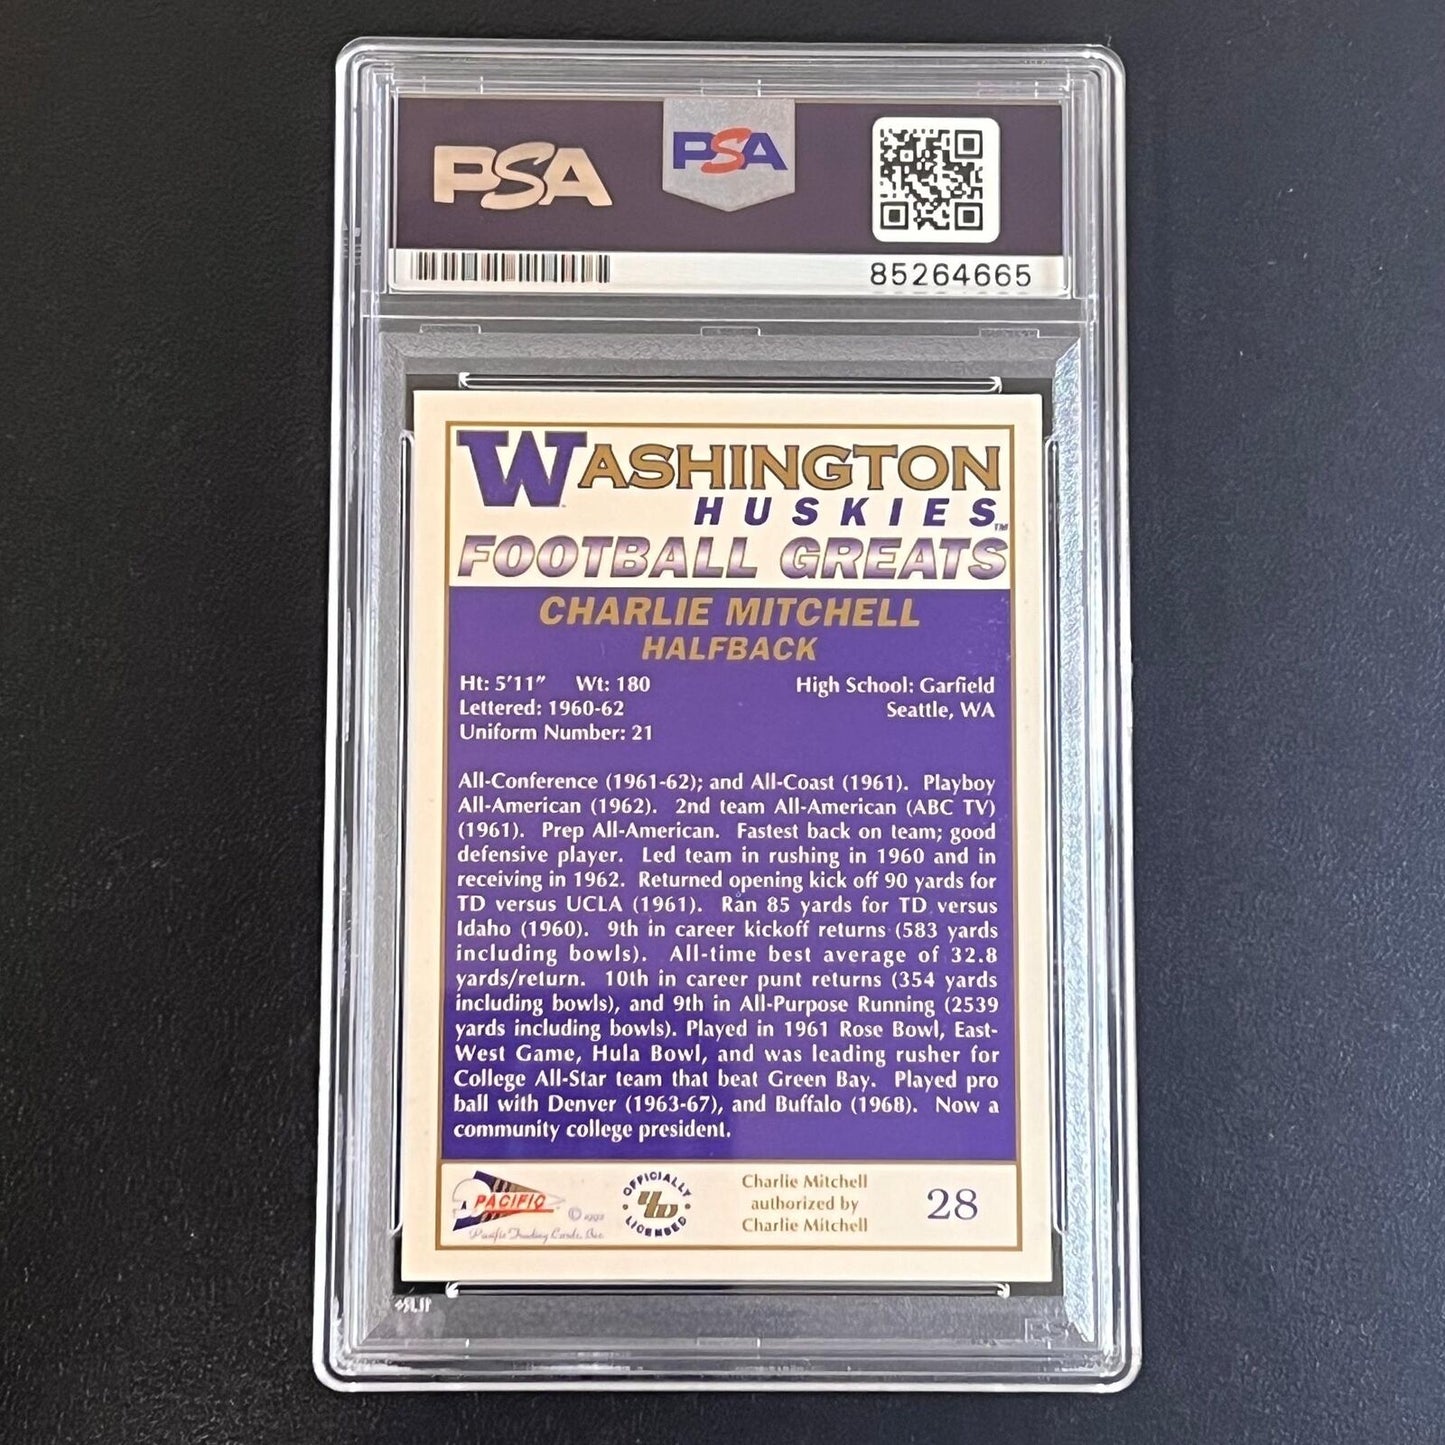 PSA
PSA
85264665
WASHINGTON
HUSKIES™
FOOTBALL GREATS
CHARLIE MITCHELL
HALFBACK
Ht: 5'11" Wt: 180
High School: Garfield
Lettered: 1960-62
Seattle, WA
Uniform Number: 21
All-Conference (1961-62); and All-Coast (1961). Playboy
All-American (1962). 2nd team All-American (ABC TV)
(1961). Prep All-American. Fastest back on team; good
defensive player. Led team in rushing in 1960 and in
receiving in 1962. Returned opening kick off 90 yards for
TD versus UCLA (1961). Ran 85 yards for TD versus
Idaho (1960). 9th in career kickoff returns (583 yards
including bowls). All-time best average of 32.8
yards/return. 10th in career punt returns (354 yards
including bowls), and 9th in All-Purpose Running (2539
yards including bowls). Played in 1961 Rose Bowl, East-
West Game, Hula Bowl, and was leading rusher for
College All-Star team that beat Green Bay. Played pro
ball with Denver (1963-67), and Buffalo (1968). Now a
community college president.
PACIFIC
©
Pacific Trading Cards, Inc.
OFFICIALLY
UW
LICENSED
Charlie Mitchell
authorized by
Charlie Mitchell
28